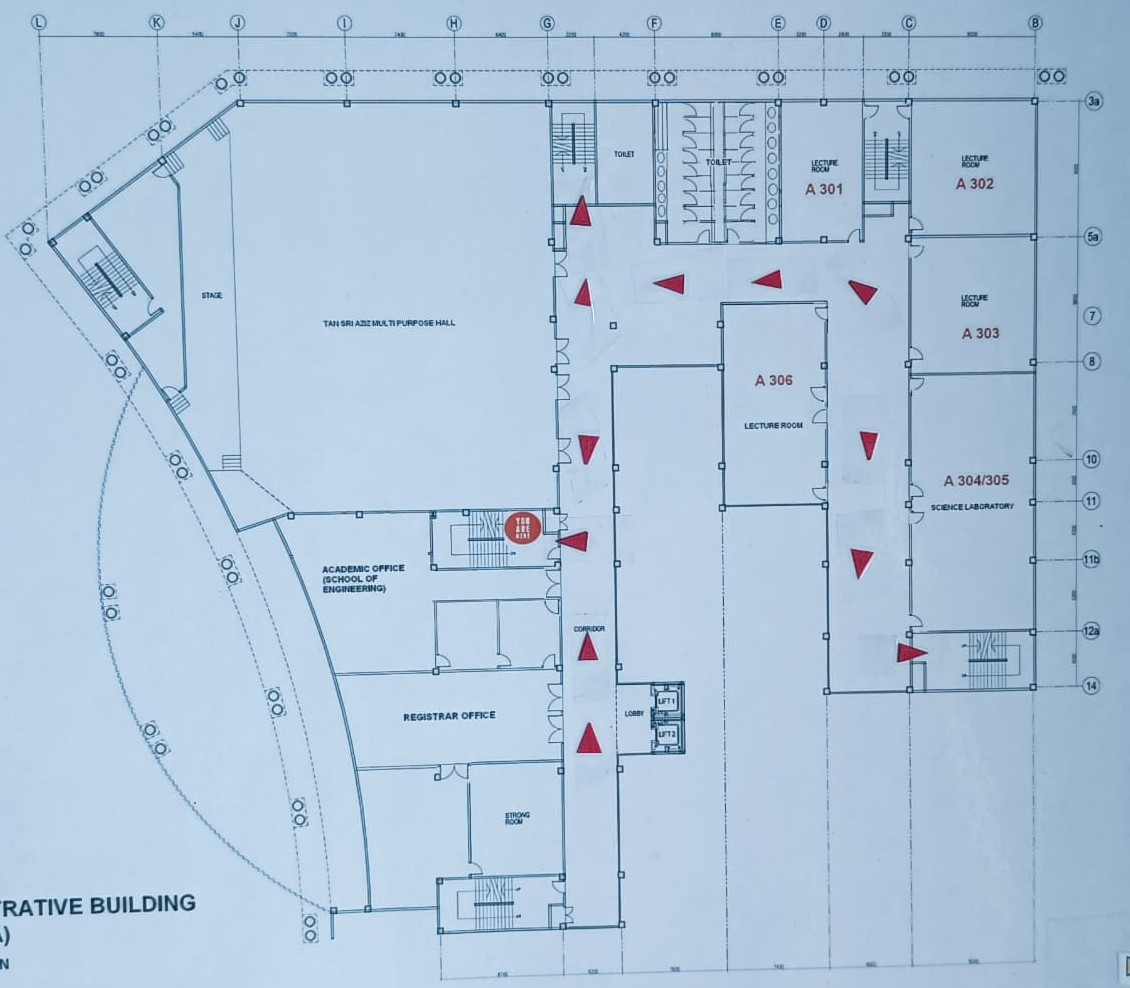 L K J I H G F E D C B
3a
TOILET
TOILET
LECTURE
ROOM
A 301
LECTURE
ROOM
A 302
5a
STAGE
TAN SRI AZIZ MULTI PURPOSE HALL
LECTURE
ROOM
A 303
7
8
A 306
LECTURE ROOM
10
A 304/305
SCIENCE LABORATORY
11
YOU
ARE
HERE
11b
ACADEMIC OFFICE
(SCHOOL OF
ENGINEERING)
CORRIDOR
12a
14
REGISTRAR OFFICE
LOBBY
LIFT 1
LIFT 2
STRONG
ROOM
TRATIVE BUILDING
A)
N